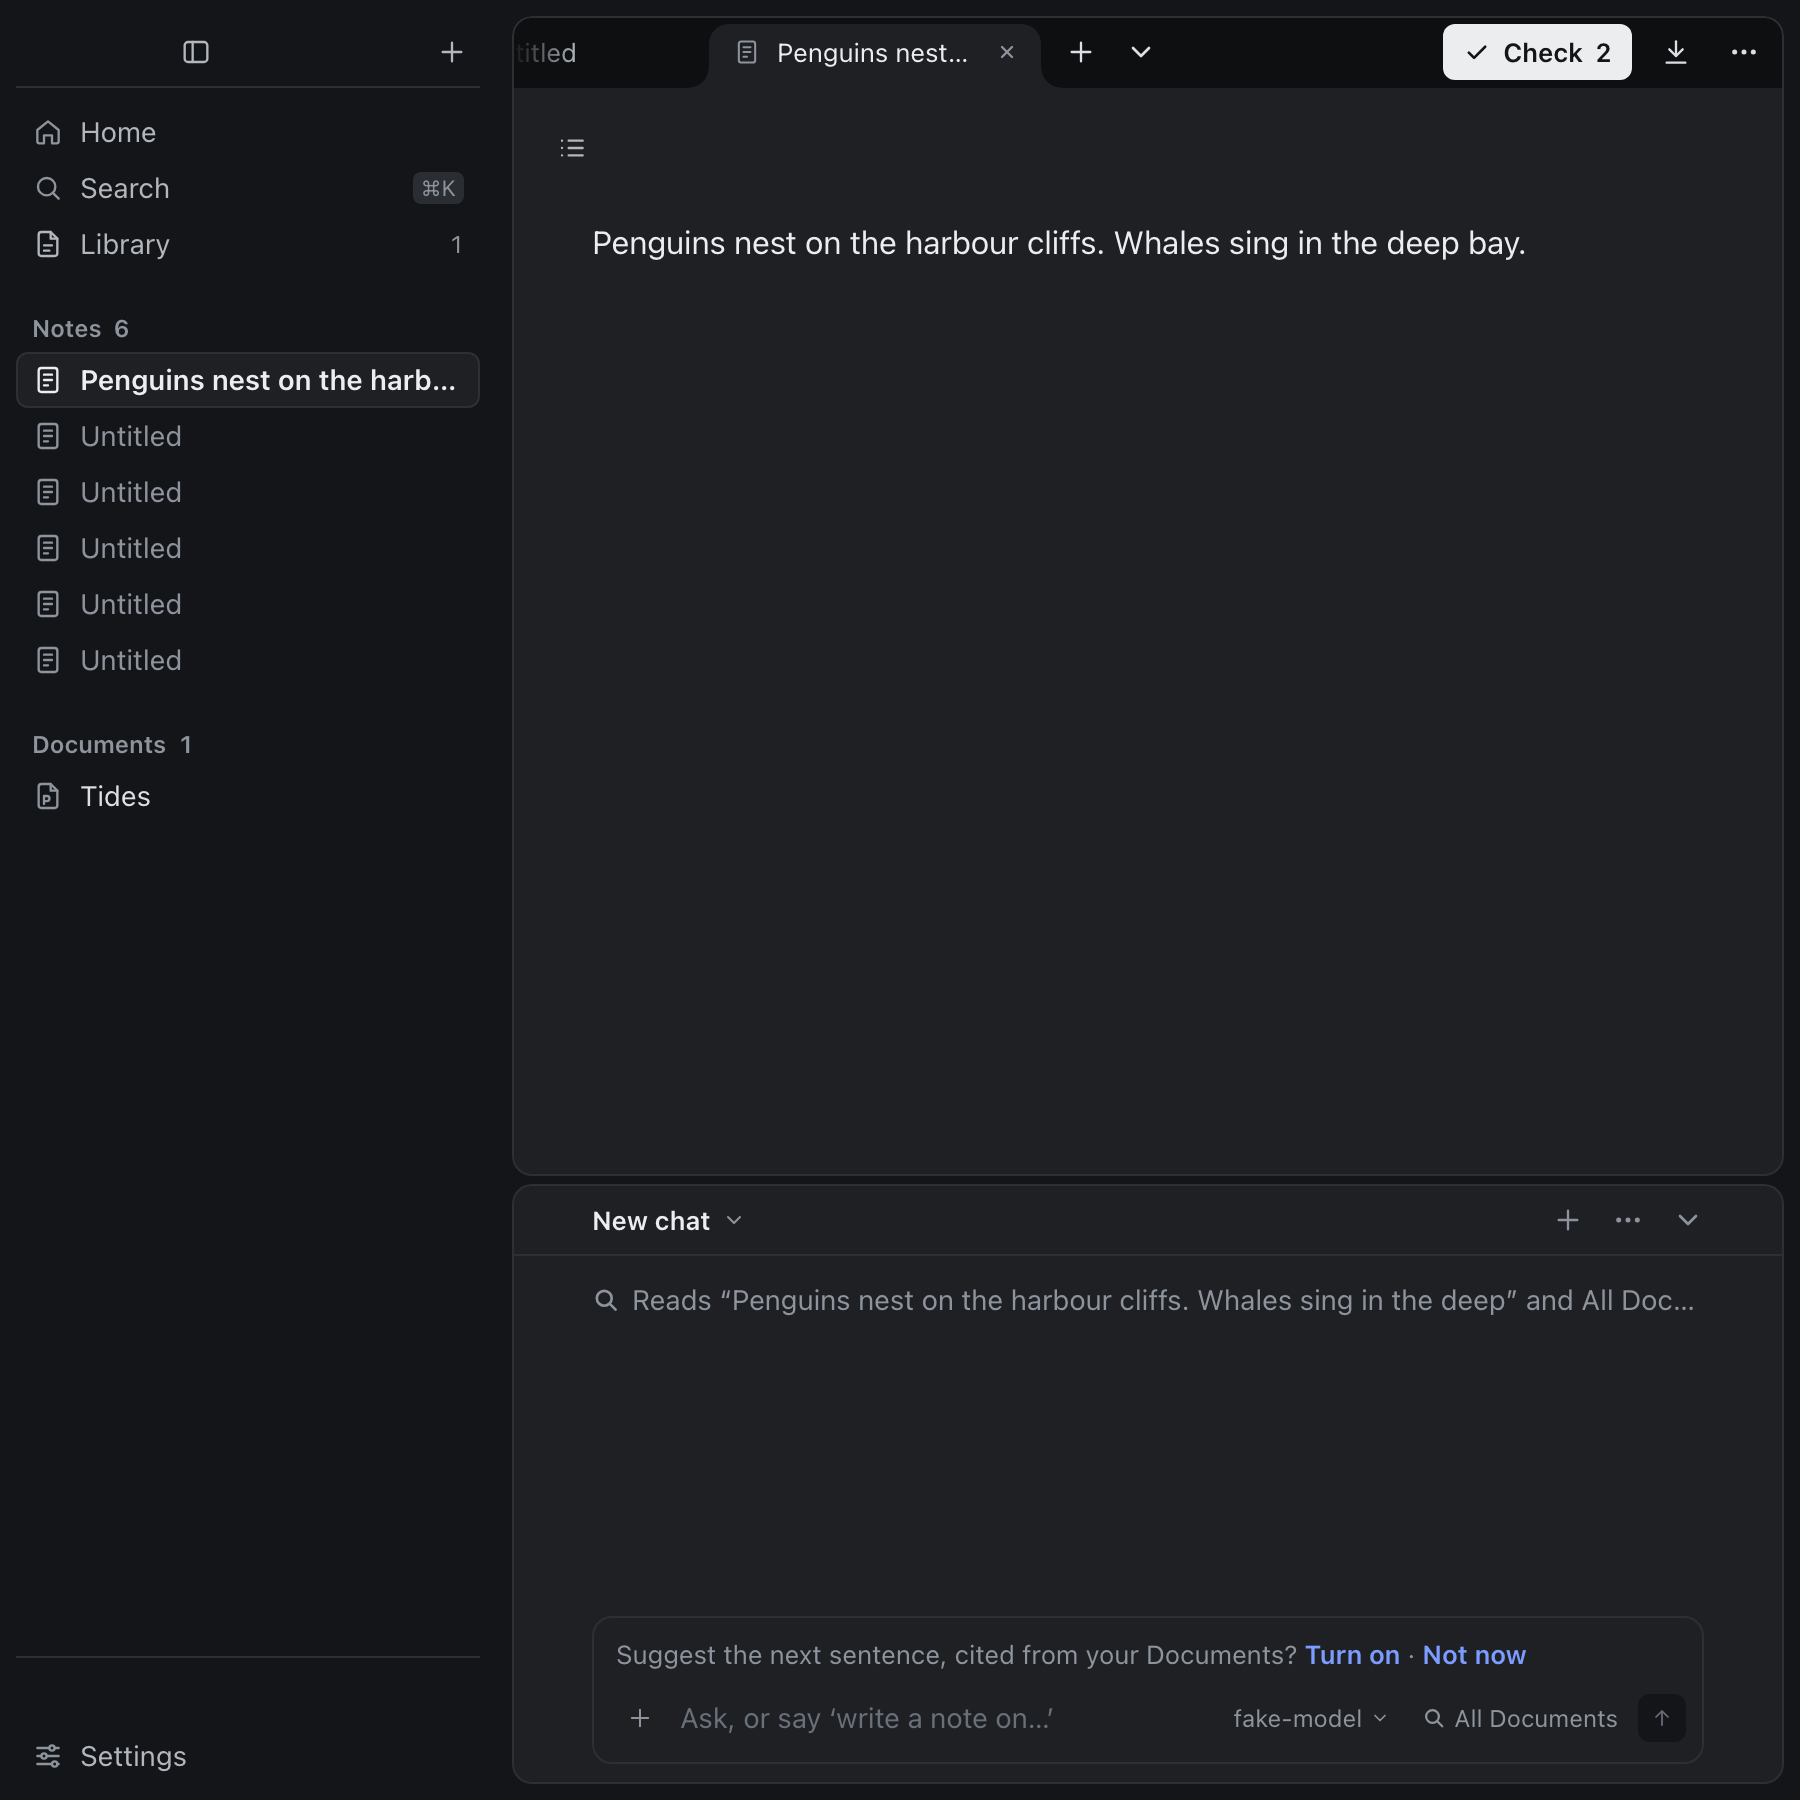 titled
Penguins nest...
Check 2
Home
Search ⌘K
Library 1
Notes 6
Penguins nest on the harb...
Untitled
Untitled
Untitled
Untitled
Untitled
Documents 1
Tides
Settings
Penguins nest on the harbour cliffs. Whales sing in the deep bay.
New chat
Reads “Penguins nest on the harbour cliffs. Whales sing in the deep” and All Doc...
Suggest the next sentence, cited from your Documents? Turn on · Not now
Ask, or say ‘write a note on...’
fake-model
All Documents